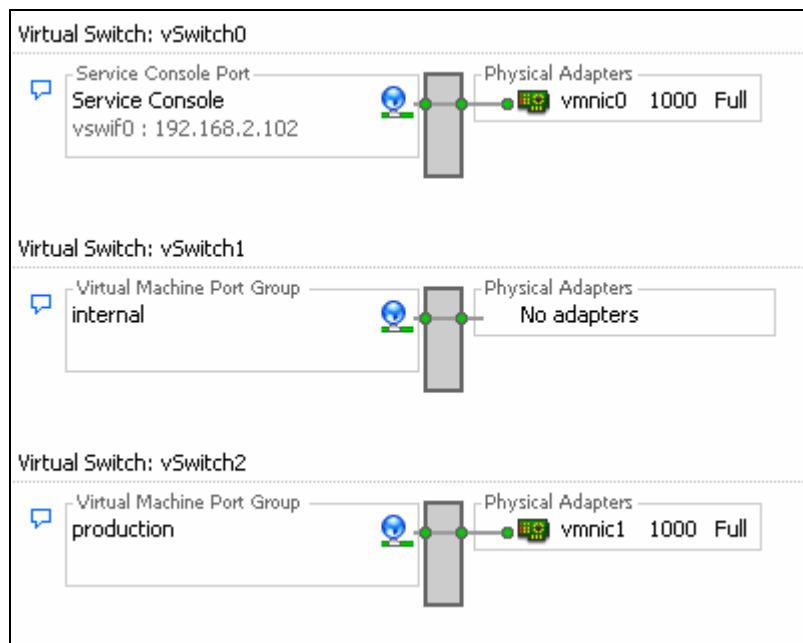 Virtual Switch: vSwitch0
Service Console Port
Physical Adapters
Service Console
vmnic0 1000 Full
vswif0 : 192.168.2.102
Virtual Switch: vSwitch1
Virtual Machine Port Group
Physical Adapters
internal
No adapters
Virtual Switch: vSwitch2
Virtual Machine Port Group
Physical Adapters
production
vmnic1 1000 Full